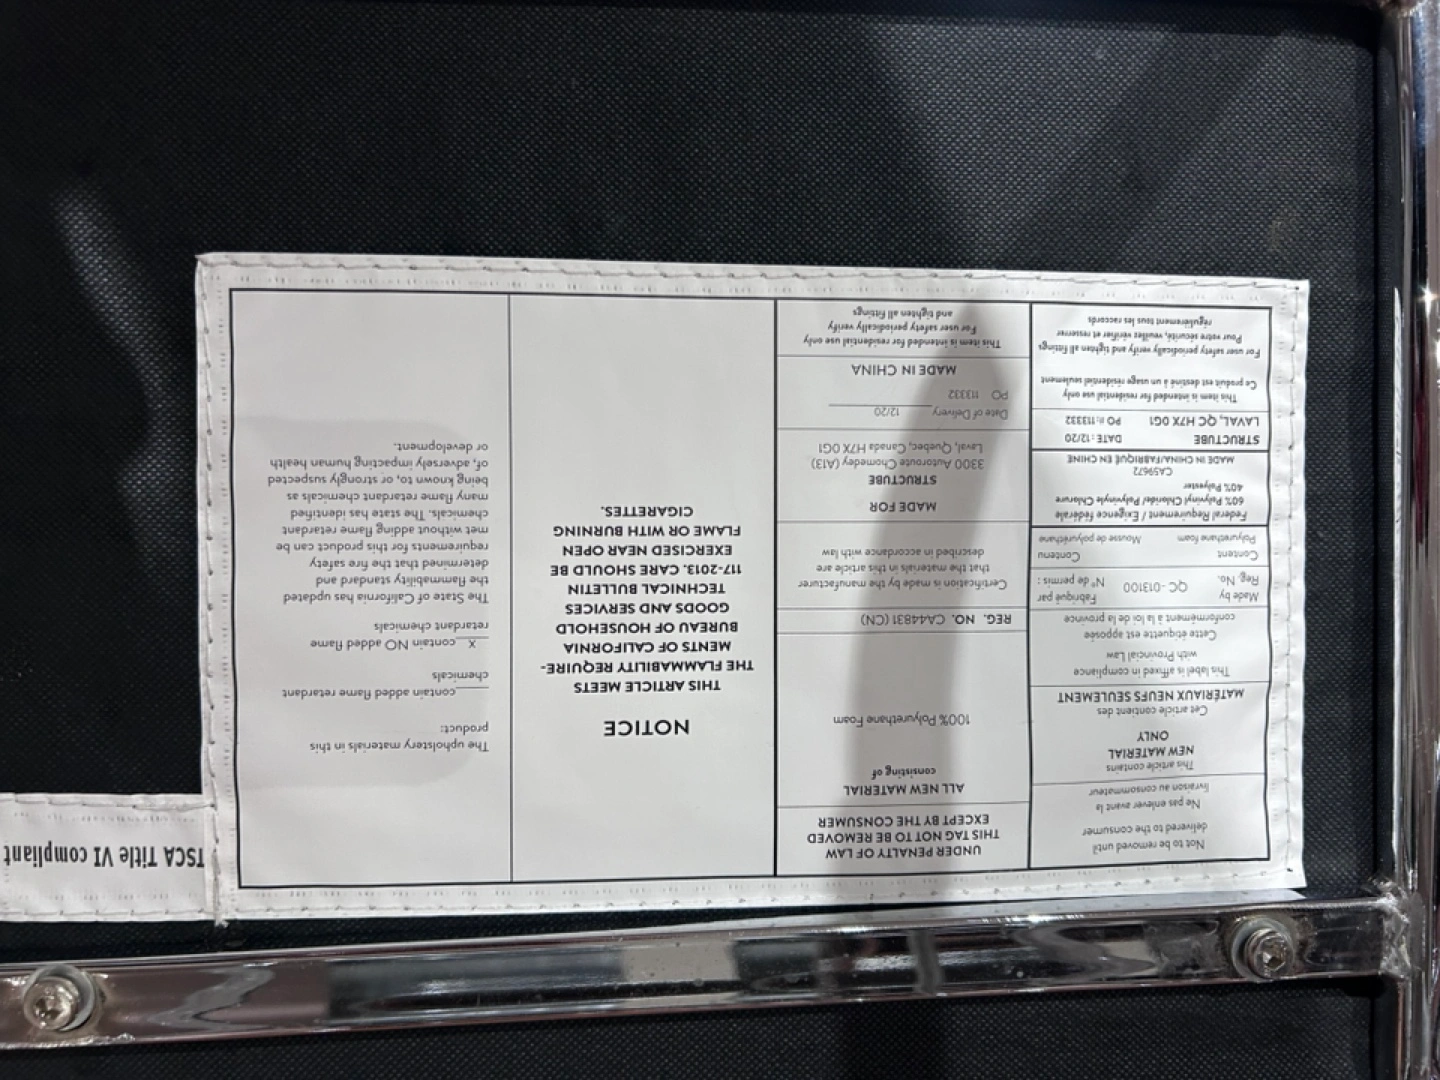 Not to be removed until
delivered to the consumer
Ne pas enlever avant la
livraison au consommateur
This article contains
NEW MATERIAL
ONLY
Cet article contient des
MATÉRIAUX NEUFS SEULEMENT
This label is affixed in compliance
with Provincial Law
Cette étiquette est apposée
conformément à la loi de la province
Made by
Reg. No.
QC-013100
Fabriqué par
N° de permis :
Content
Polyurethane foam
Contenu
Mousse de polyuréthane
Federal Requirement / Exigence fédérale
60% Polyvinyl Chloride/ Polyvinyle Chlorure
40% Polyester
CA59672
MADE IN CHINA/FABRIQUÉ EN CHINE
STRUCTUBE DATE : 12/20
LAVAL, QC H7X 0G1 PO #: 113332
This item is intended for residential use only
Ce produit est destiné à un usage résidentiel seulement
For user safety periodically verify and tighten all fittings
Pour votre sécurité, veuillez vérifier et resserrer
régulièrement tous les raccords
UNDER PENALTY OF LAW
THIS TAG NOT TO BE REMOVED
EXCEPT BY THE CONSUMER
ALL NEW MATERIAL
consisting of
100% Polyurethane Foam
REG. NO. CA44831 (CN)
Certification is made by the manufacturer
that the materials in this article are
described in accordance with law
MADE FOR
STRUCTUBE
3300 Autoroute Chomedey (A13)
Laval, Quebec, Canada H7X 0G1
Date of Delivery 12/20
PO 113332
MADE IN CHINA
This item is intended for residential use only
For user safety periodically verify
and tighten all fittings
NOTICE
THIS ARTICLE MEETS
THE FLAMMABILITY REQUIRE-
MENTS OF CALIFORNIA
BUREAU OF HOUSEHOLD
GOODS AND SERVICES
TECHNICAL BULLETIN
117-2013. CARE SHOULD BE
EXERCISED NEAR OPEN
FLAME OR WITH BURNING
CIGARETTES.
The upholstery materials in this
product:
____contain added flame retardant
chemicals
__X__contain NO added flame
retardant chemicals
The State of California has updated
the flammability standard and
determined that the fire safety
requirements for this product can be
met without adding flame retardant
chemicals. The state has identified
many flame retardant chemicals as
being known to, or strongly suspected
of, adversely impacting human health
or development.
TSCA Title VI compliant